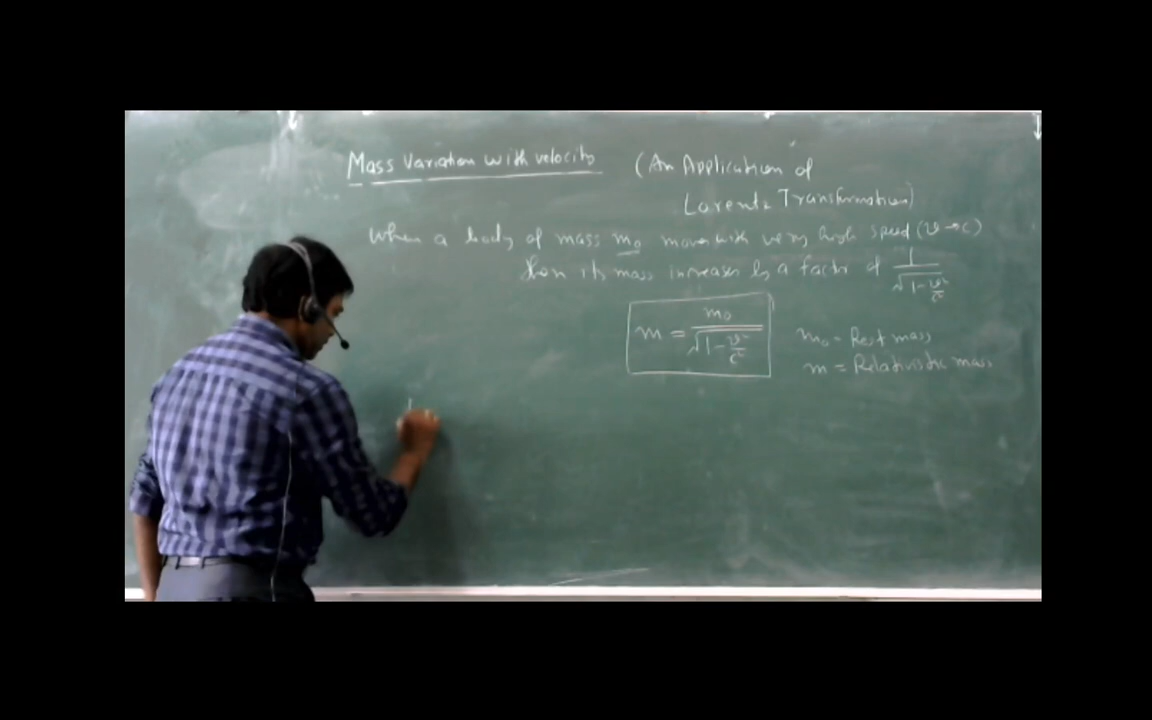 Mass Variation with velocity (An Application of
Lorentz Transformation)
When a body of mass m₀ moves with very high speed (v→c)
then its mass increases by a factor of 1/√(1-v²/c²)
m = m₀/√(1-v²/c²)
m₀ = Rest mass
m = Relativistic mass